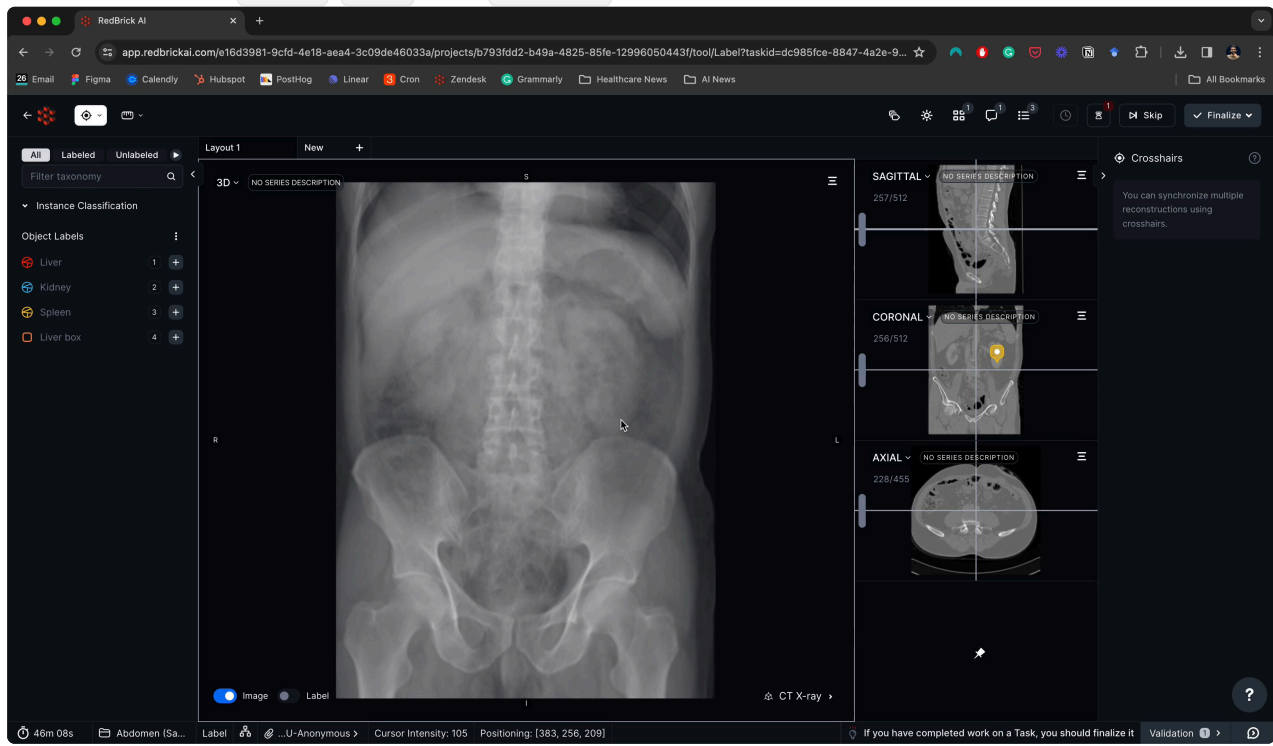 RedBrick AI
app.redbrickai.com/e16d3981-9cfd-4e18-aea4-3c09de46033a/projects/b793fdd2-b49a-4825-85fe-12996050443f/tool/Label?taskid=dc985fce-8847-4a2e-9...
26 Email Figma Calendly Hubspot PostHog Linear 3 Cron Zendesk Grammarly Healthcare News AI News All Bookmarks
1 1 3 1 Skip Finalize
All Labeled Unlabeled
Filter taxonomy
Instance Classification
Object Labels
Liver 1
Kidney 2
Spleen 3
Liver box 4
Layout 1 New +
3D NO SERIES DESCRIPTION
S
R
L
I
Image Label
CT X-ray
SAGITTAL NO SERIES DESCRIPTION
257/512
CORONAL NO SERIES DESCRIPTION
256/512
AXIAL NO SERIES DESCRIPTION
228/455
Crosshairs
You can synchronize multiple
reconstructions using
crosshairs.
?
46m 08s Abdomen (Sa... Label ...U-Anonymous Cursor Intensity: 105 Positioning: [383, 256, 209] If you have completed work on a Task, you should finalize it Validation 1